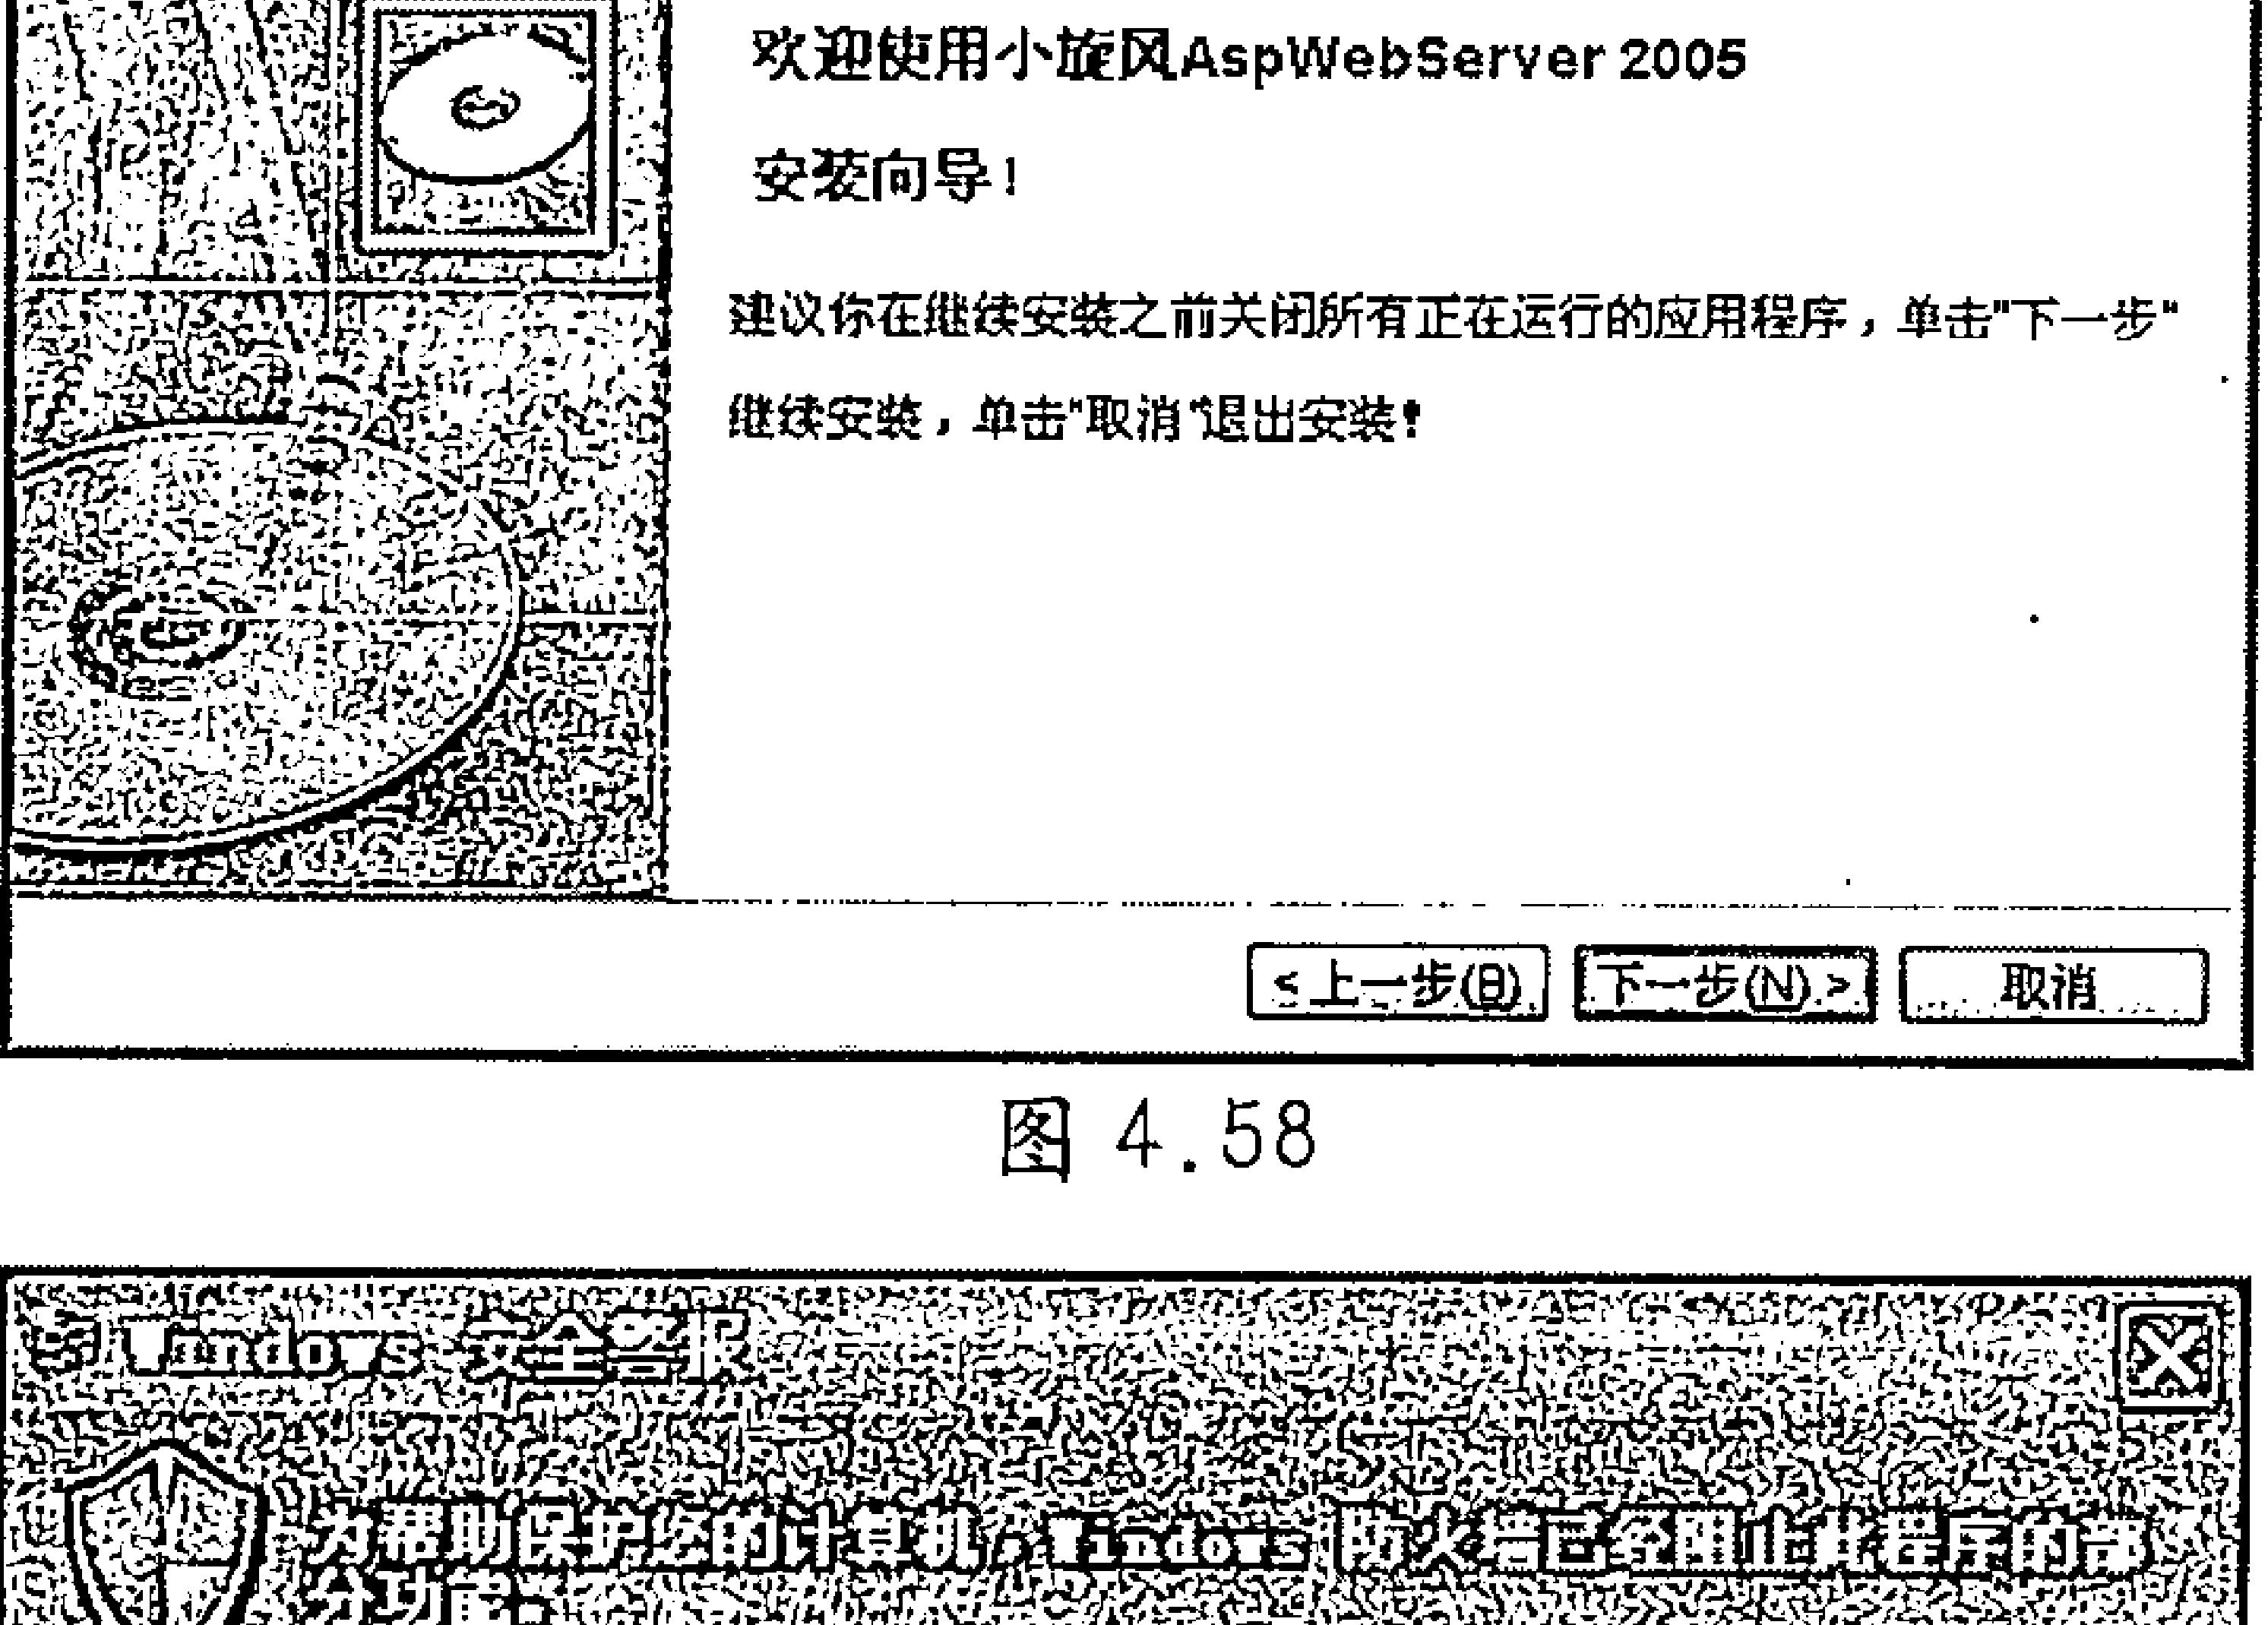 欢迎使用小旋风AspWebServer 2005
安装向导!
建议你在继续安装之前关闭所有正在运行的应用程序，单击"下一步"
继续安装，单击"取消"退出安装!
< 上一步(B) 下一步(N) > 取消
图 4.58
Windows 安全警报
为帮助保护您的计算机，Windows 防火墙已经阻止此程序的部
分功能。